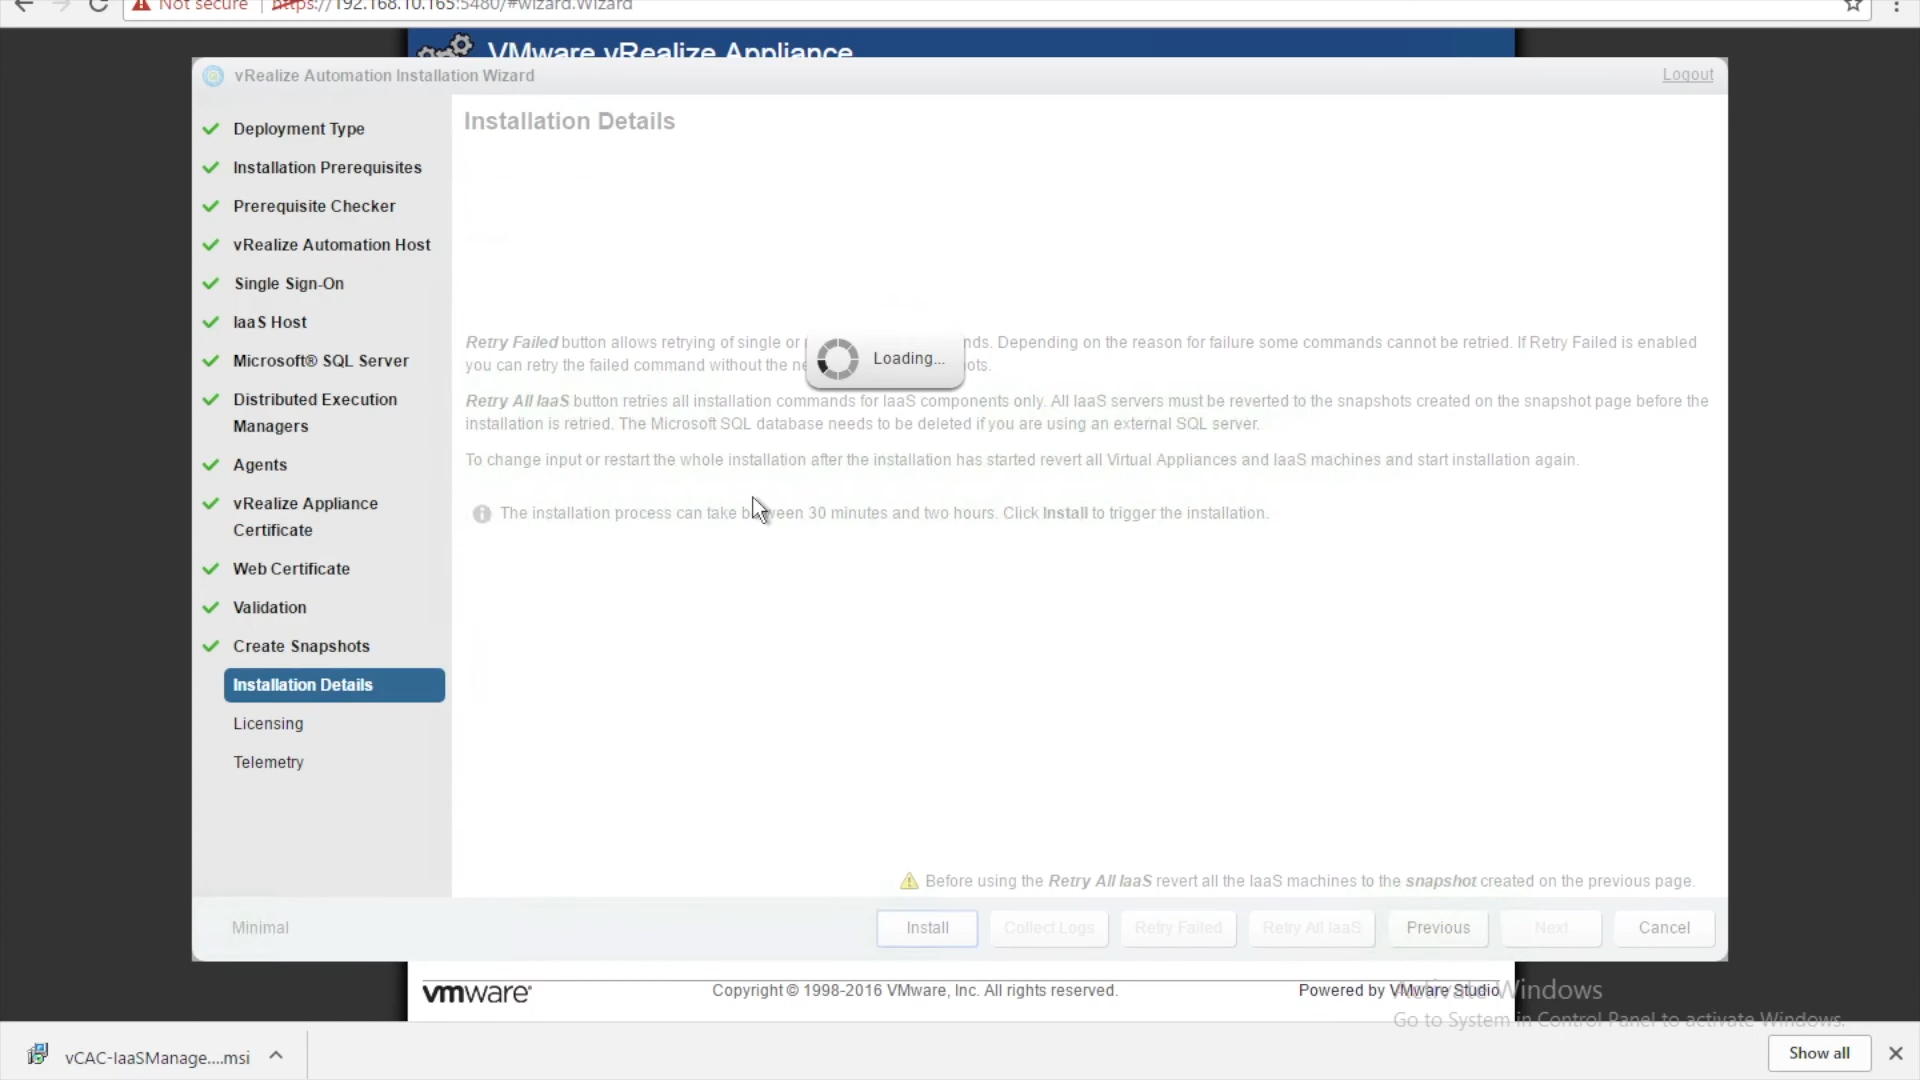 Not secure https://192.168.10.165:5480/#wizard.Wizard
VMware vRealize Appliance
vRealize Automation Installation Wizard
Logout
Deployment Type
Installation Prerequisites
Prerequisite Checker
vRealize Automation Host
Single Sign-On
IaaS Host
Microsoft® SQL Server
Distributed Execution
Managers
Agents
vRealize Appliance
Certificate
Web Certificate
Validation
Create Snapshots
Installation Details
Licensing
Telemetry
Installation Details
Retry Failed button allows retrying of single or nds. Depending on the reason for failure some commands cannot be retried. If Retry Failed is enabled
you can retry the failed command without the ne ots.
Loading...
Retry All IaaS button retries all installation commands for IaaS components only. All IaaS servers must be reverted to the snapshots created on the snapshot page before the
installation is retried. The Microsoft SQL database needs to be deleted if you are using an external SQL server.
To change input or restart the whole installation after the installation has started revert all Virtual Appliances and IaaS machines and start installation again.
The installation process can take between 30 minutes and two hours. Click Install to trigger the installation.
Before using the Retry All IaaS revert all the IaaS machines to the snapshot created on the previous page.
Minimal
Install
Collect Logs
Retry Failed
Retry All IaaS
Previous
Next
Cancel
vmware®
Copyright © 1998-2016 VMware, Inc. All rights reserved.
Powered by VMware Studio
Activate Windows
Go to System in Control Panel to activate Windows.
vCAC-IaaSManage....msi
Show all